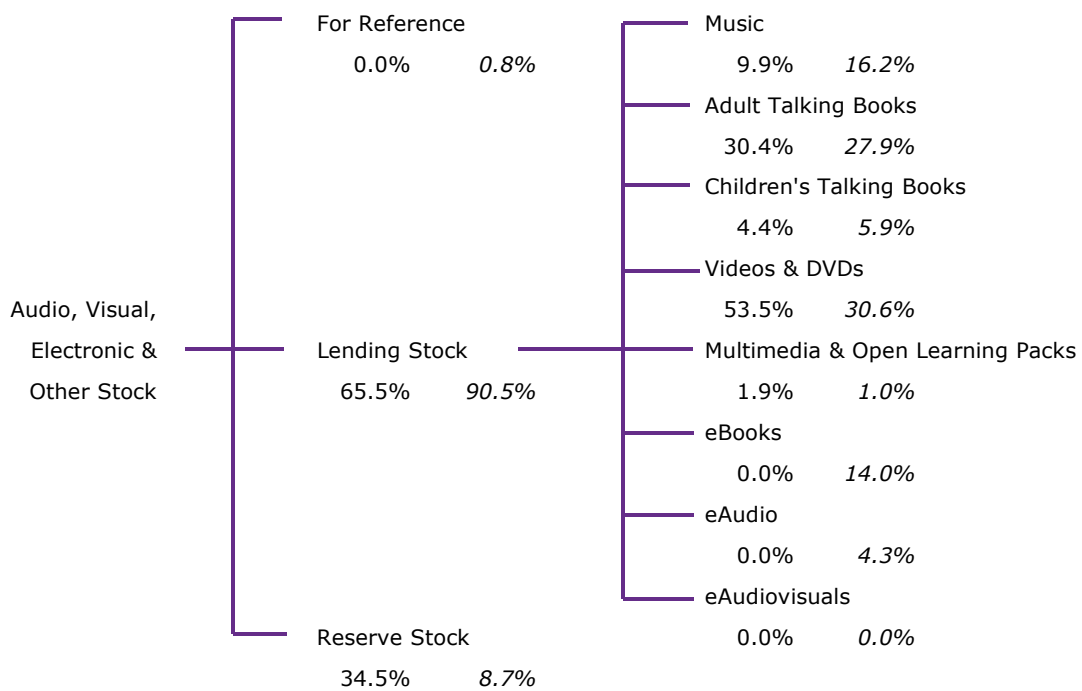 Audio, Visual,
Electronic &
Other Stock
For Reference
0.0% 0.8%
Lending Stock
65.5% 90.5%
Reserve Stock
34.5% 8.7%
Music
9.9% 16.2%
Adult Talking Books
30.4% 27.9%
Children's Talking Books
4.4% 5.9%
Videos & DVDs
53.5% 30.6%
Multimedia & Open Learning Packs
1.9% 1.0%
eBooks
0.0% 14.0%
eAudio
0.0% 4.3%
eAudiovisuals
0.0% 0.0%